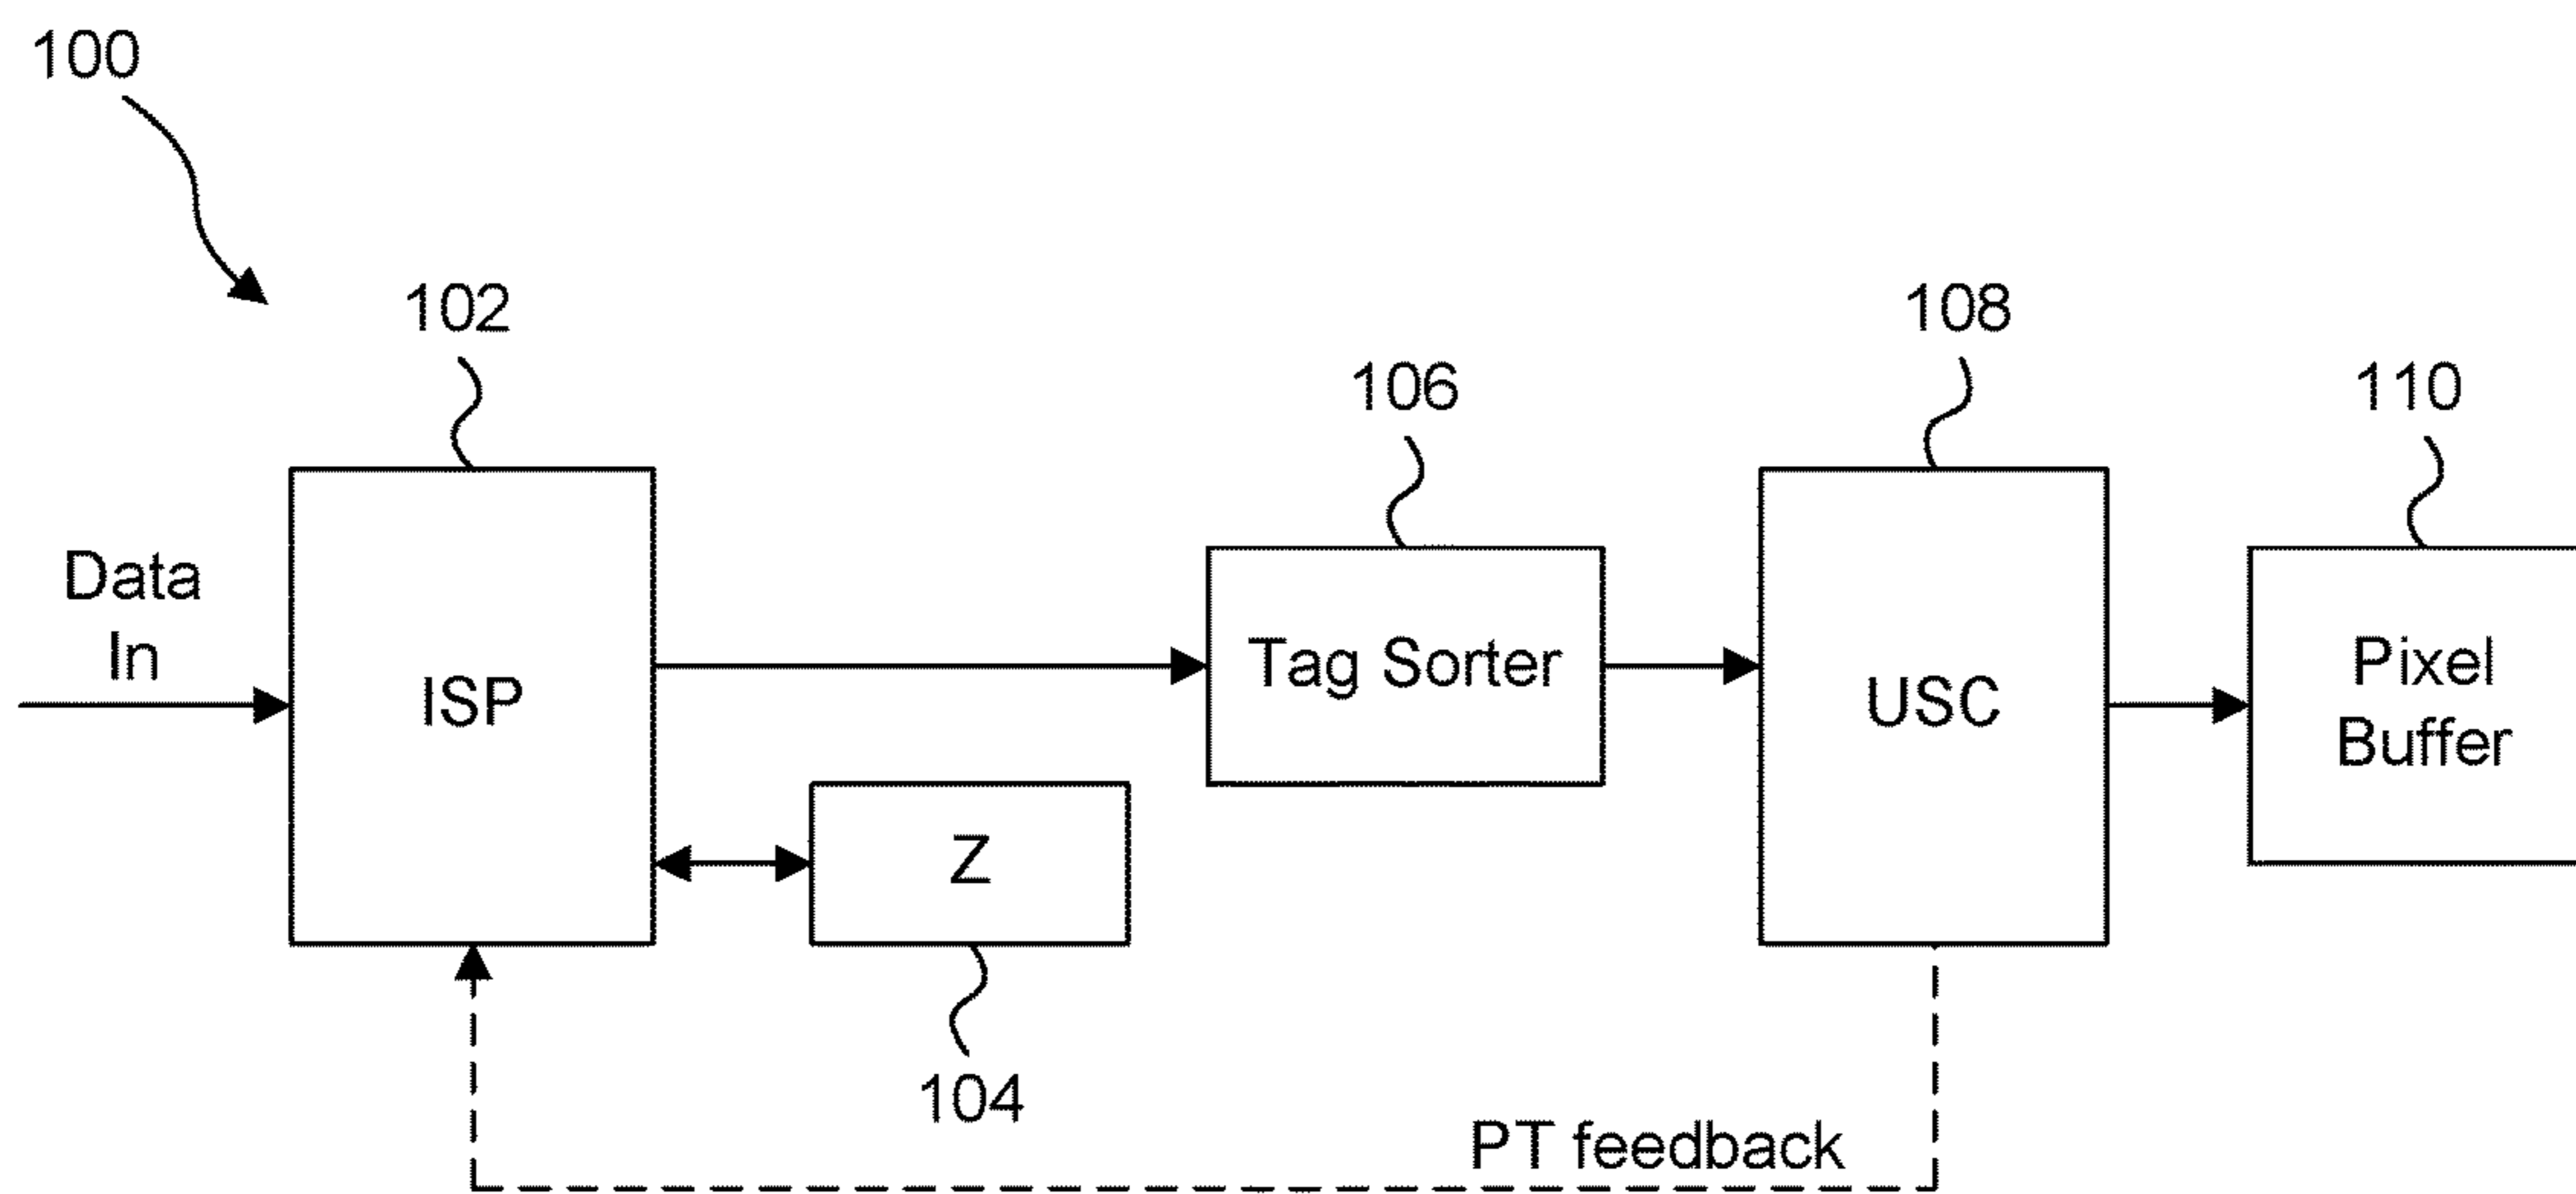 100
102
108
106
110
Data
In
ISP
Tag Sorter
USC
Pixel
Buffer
Z
104
PT feedback